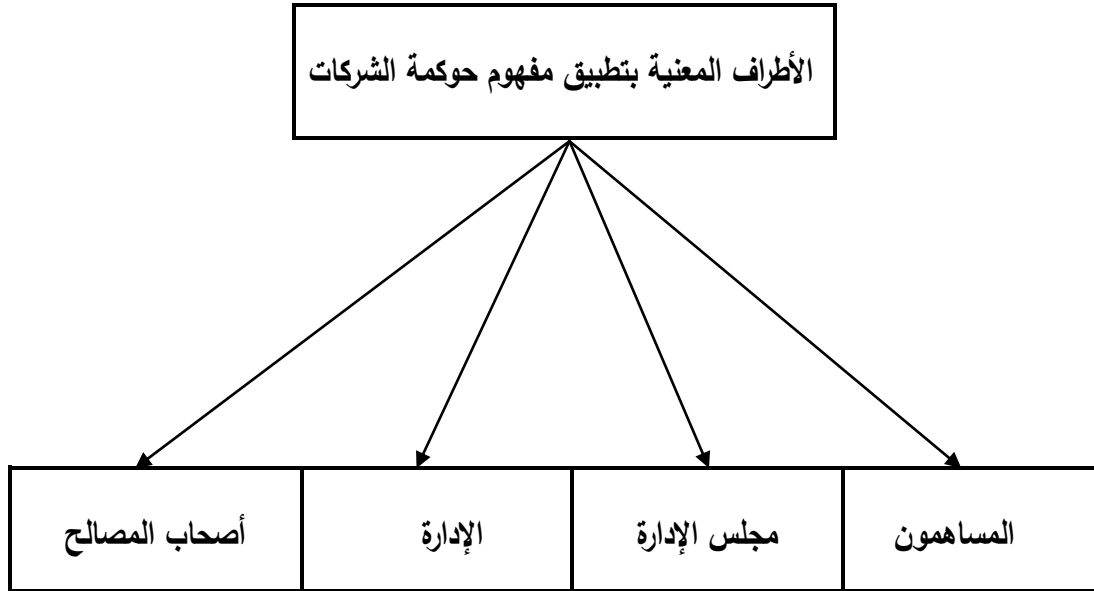 الأطراف المعنية بتطبيق مفهوم حوكمة الشركات
المساهمون
مجلس الإدارة
الإدارة
أصحاب المصالح